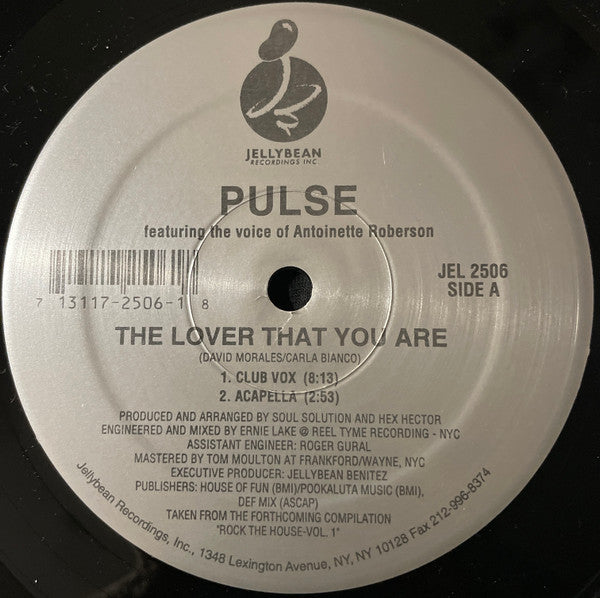 JELLYBEAN
RECORDINGS INC.
PULSE
featuring the voice of Antoinette Roberson
7 13117-2506-1 8
JEL 2506
SIDE A
THE LOVER THAT YOU ARE
(DAVID MORALES/CARLA BIANCO)
1. CLUB VOX (8:13)
2. ACAPELLA (2:53)
PRODUCED AND ARRANGED BY SOUL SOLUTION AND HEX HECTOR
ENGINEERED AND MIXED BY ERNIE LAKE @ REEL TYME RECORDING - NYC
ASSISTANT ENGINEER: ROGER GURAL
MASTERED BY TOM MOULTON AT FRANKFORD/WAYNE, NYC
EXECUTIVE PRODUCER: JELLYBEAN BENITEZ
PUBLISHERS: HOUSE OF FUN (BMI)/POOKALUTA MUSIC (BMI),
DEF MIX (ASCAP)
TAKEN FROM THE FORTHCOMING COMPILATION
"ROCK THE HOUSE-VOL. 1"
Jellybean Recordings, Inc., 1348 Lexington Avenue, NY, NY 10128 Fax 212-996-8374